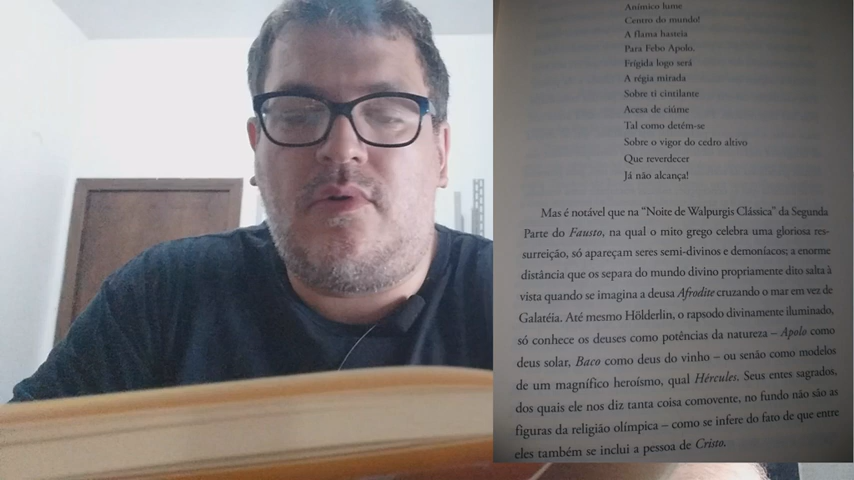 Anímico lume
Centro do mundo!
A flama hasteia
Para Febo Apolo.
Frígida logo será
A régia mirada
Sobre ti cintilante
Acesa de ciúme
Tal como detém-se
Sobre o vigor do cedro altivo
Que reverdecer
Já não alcança!
Mas é notável que na “Noite de Walpurgis Clássica” da Segunda
Parte do Fausto, na qual o mito grego celebra uma gloriosa res-
surreição, só apareçam seres semi-divinos e demoníacos; a enorme
distância que os separa do mundo divino propriamente dito salta à
vista quando se imagina a deusa Afrodite cruzando o mar em vez de
Galatéia. Até mesmo Hölderlin, o rapsodo divinamente iluminado,
só conhece os deuses como potências da natureza – Apolo como
deus solar, Baco como deus do vinho – ou senão como modelos
de um magnífico heroísmo, qual Hércules. Seus entes sagrados,
dos quais ele nos diz tanta coisa comovente, no fundo não são as
figuras da religião olímpica – como se infere do fato de que entre
eles também se inclui a pessoa de Cristo.